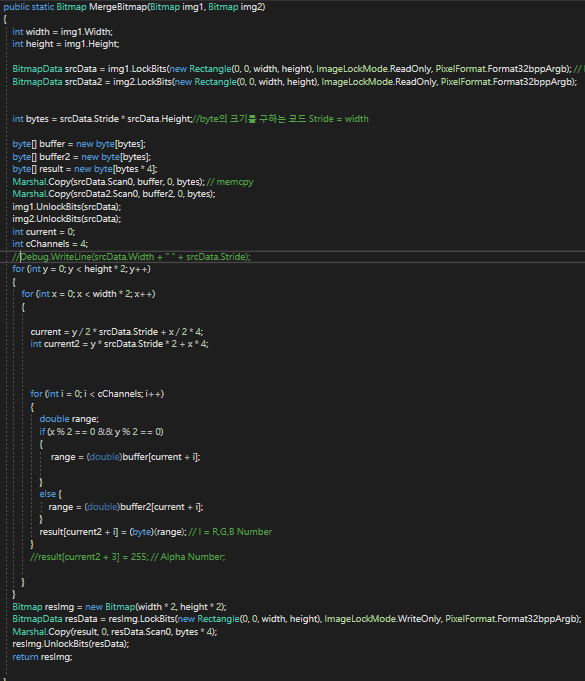 public static Bitmap MergeBitmap(Bitmap img1, Bitmap img2)
{
int width = img1.Width;
int height = img1.Height;
BitmapData srcData = img1.LockBits(new Rectangle(0, 0, width, height), ImageLockMode.ReadOnly, PixelFormat.Format32bppArgb); //
BitmapData srcData2 = img2.LockBits(new Rectangle(0, 0, width, height), ImageLockMode.ReadOnly, PixelFormat.Format32bppArgb);
int bytes = srcData.Stride * srcData.Height;//byte의 크기를 구하는 코드 Stride = width
byte[] buffer = new byte[bytes];
byte[] buffer2 = new byte[bytes];
byte[] result = new byte[bytes * 4];
Marshal.Copy(srcData.Scan0, buffer, 0, bytes); // memcpy
Marshal.Copy(srcData2.Scan0, buffer2, 0, bytes);
img1.UnlockBits(srcData);
img2.UnlockBits(srcData);
int current = 0;
int cChannels = 4;
//Debug.WriteLine(srcData.Width + " " + srcData.Stride);
for (int y = 0; y < height * 2; y++)
{
for (int x = 0; x < width * 2; x++)
{
current = y / 2 * srcData.Stride + x / 2 * 4;
int current2 = y * srcData.Stride * 2 + x * 4;
for (int i = 0; i < cChannels; i++)
{
double range;
if (x % 2 == 0 && y % 2 == 0)
{
range = (double)buffer[current + i];
}
else {
range = (double)buffer2[current + i];
}
result[current2 + i] = (byte)(range); // I = R,G,B Number
}
//result[current2 + 3] = 255; // Alpha Number;
}
}
Bitmap resImg = new Bitmap(width * 2, height * 2);
BitmapData resData = resImg.LockBits(new Rectangle(0, 0, width, height), ImageLockMode.WriteOnly, PixelFormat.Format32bppArgb);
Marshal.Copy(result, 0, resData.Scan0, bytes * 4);
resImg.UnlockBits(resData);
return resImg;